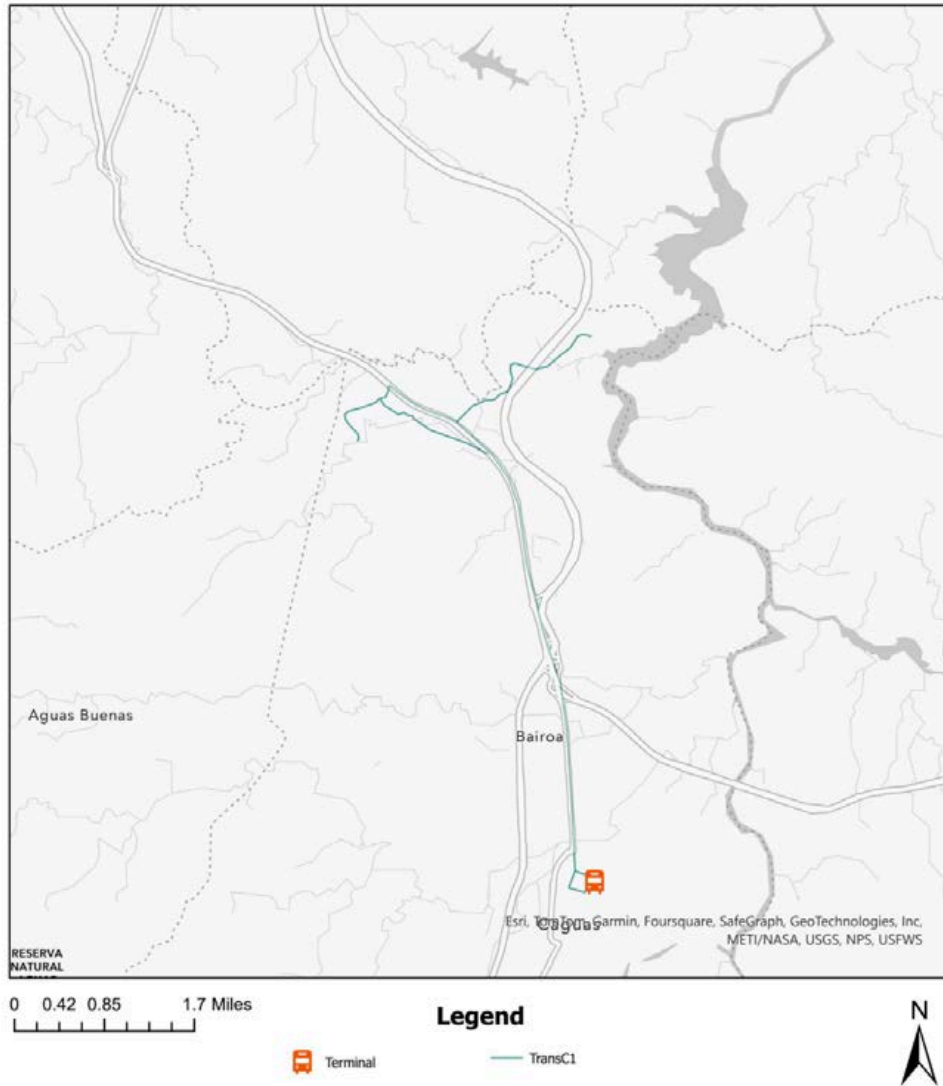 Aguas Buenas
Bairoa
Caguas
Esri, TomTom, Garmin, Foursquare, SafeGraph, GeoTechnologies, Inc,
METI/NASA, USGS, NPS, USFWS
RESERVA
NATURAL
0 0.42 0.85 1.7 Miles
Legend
N
Terminal TransC1